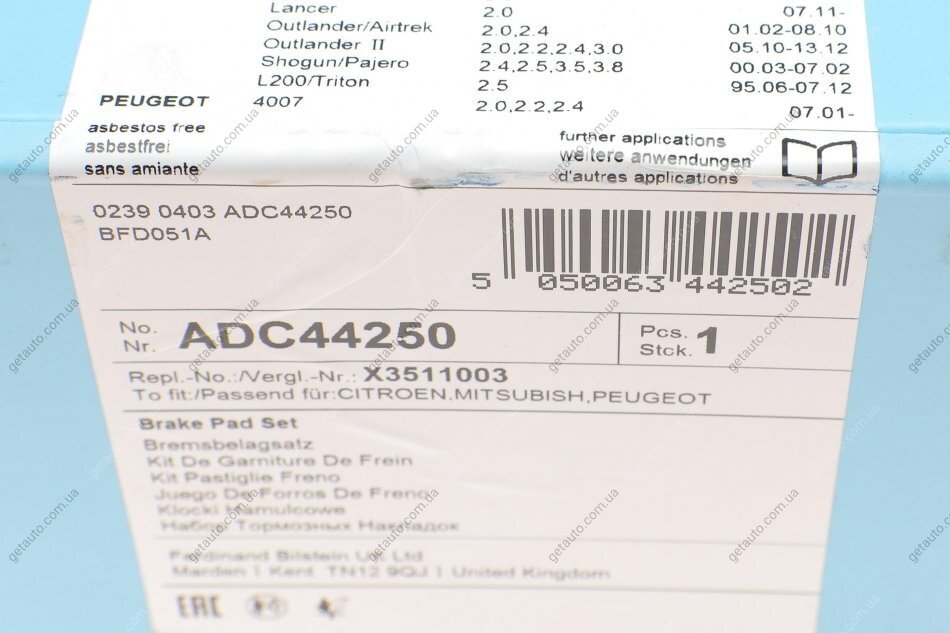 Lancer 2.0 07.11-
Outlander/Airtrek 2.0,2.4 01.02-08.10
Outlander II 2.0,2.2,2.4,3.0 05.10-13.12
Shogun/Pajero 2.4,2.5,3.5,3.8 00.03-07.02
L200/Triton 2.5 95.06-07.12
PEUGEOT 4007 2.0,2.2,2.4 07.01-
asbestos free
asbestfrei
sans amiante
further applications
weitere anwendungen
d'autres applications
0239 0403 ADC44250
BFD051A
5 050063 442502
No.
Nr. ADC44250
Pcs.
Stck. 1
Repl.-No.:/Vergl.-Nr.: X3511003
To fit:/Passend für:CITROEN,MITSUBISH,PEUGEOT
Brake Pad Set
Bremsbelagsatz
Kit De Garniture De Frein
Kit Pastiglie Freno
Juego De Forros De Freno
Klocki Hamulcowe
Набор Тормозных Накладок
Ferdinand Bilstein UK Ltd
Marden | Kent TN12 9QJ | United Kingdom
EAC
getauto.com.ua